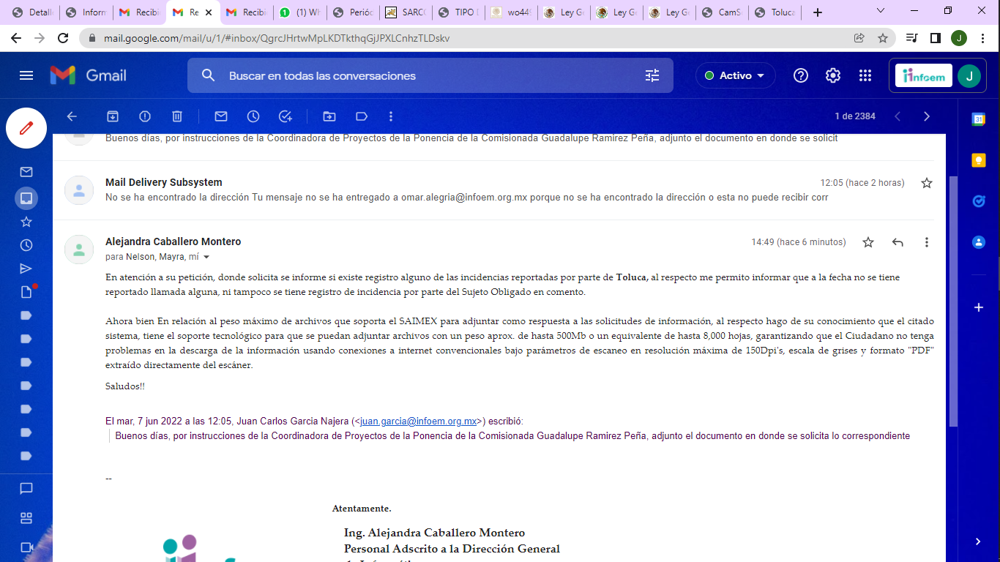 Detall
Inform
Recibid
Re
Recibid
(1) Wh
Periód
SARCO
TIPO D
wo449
Ley Ge
Ley Ge
Ley Ge
CamSc
Toluca
mail.google.com/mail/u/1/#inbox/QgrcJHrtwMpLKDTkthqGjJPXLCnhzTLDskv
J
Gmail
Buscar en todas las conversaciones
Activo
infoem
J
1 de 2384
31
Buenos días, por instrucciones de la Coordinadora de Proyectos de la Ponencia de la Comisionada Guadalupe Ramirez Peña, adjunto el documento en donde se solicit
Mail Delivery Subsystem
12:05 (hace 2 horas)
No se ha encontrado la dirección Tu mensaje no se ha entregado a omar.alegria@infoem.org.mx porque no se ha encontrado la dirección o esta no puede recibir corr
Alejandra Caballero Montero
14:49 (hace 6 minutos)
para Nelson, Mayra, mí
En atención a su petición, donde solicita se informe si existe registro alguno de las incidencias reportadas por parte de Toluca, al respecto me permito informar que a la fecha no se tiene
reportado llamada alguna, ni tampoco se tiene registro de incidencia por parte del Sujeto Obligado en comento.
Ahora bien En relación al peso máximo de archivos que soporta el SAIMEX para adjuntar como respuesta a las solicitudes de información, al respecto hago de su conocimiento que el citado
sistema, tiene el soporte tecnológico para que se puedan adjuntar archivos con un peso aprox. de hasta 500Mb o un equivalente de hasta 8,000 hojas, garantizando que el Ciudadano no tenga
problemas en la descarga de la información usando conexiones a internet convencionales bajo parámetros de escaneo en resolución máxima de 150Dpi's, escala de grises y formato "PDF"
extraído directamente del escáner.
Saludos!!
El mar, 7 jun 2022 a las 12:05, Juan Carlos Garcia Najera (<juan.garcia@infoem.org.mx>) escribió:
Buenos días, por instrucciones de la Coordinadora de Proyectos de la Ponencia de la Comisionada Guadalupe Ramirez Peña, adjunto el documento en donde se solicita lo correspondiente
--
Atentamente.
Ing. Alejandra Caballero Montero
Personal Adscrito a la Dirección General